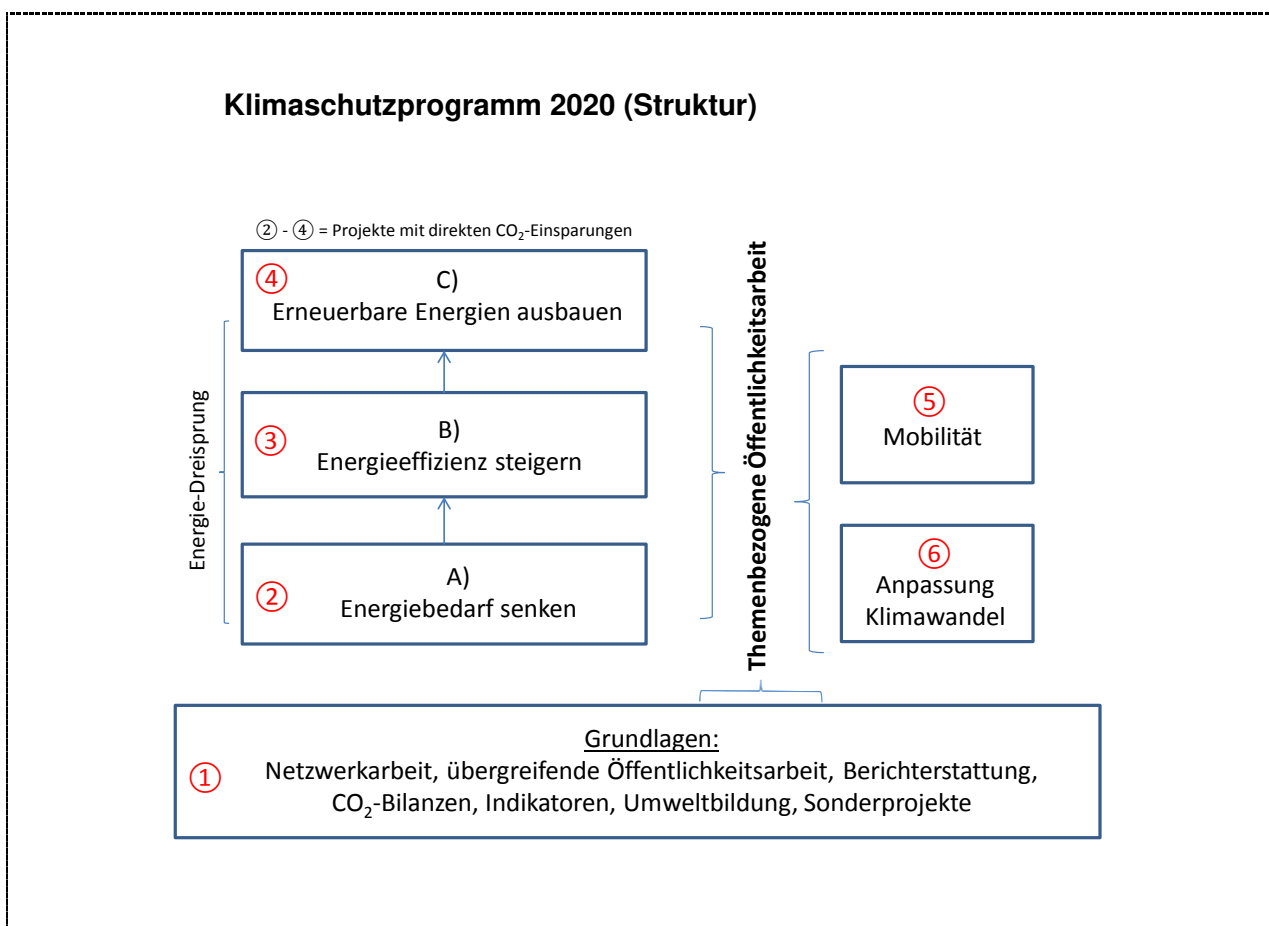 Klimaschutzprogramm 2020 (Struktur)
② - ④ = Projekte mit direkten CO₂-Einsparungen
④
C)
Erneuerbare Energien ausbauen
③
B)
Energieeffizienz steigern
②
A)
Energiebedarf senken
Energie-Dreisprung
Themenbezogene Öffentlichkeitsarbeit
⑤
Mobilität
⑥
Anpassung
Klimawandel
①
Grundlagen:
Netzwerkarbeit, übergreifende Öffentlichkeitsarbeit, Berichterstattung,
CO₂-Bilanzen, Indikatoren, Umweltbildung, Sonderprojekte